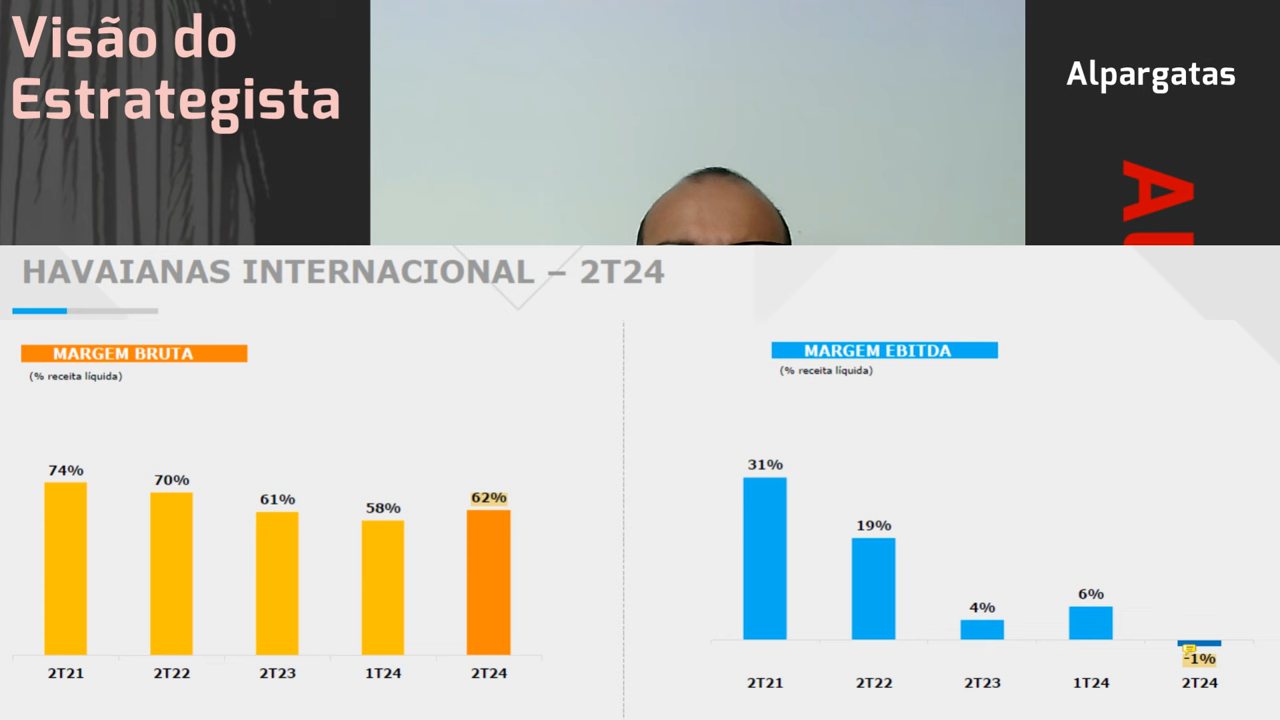 Visão do
Estrategista
Alpargatas
AU
HAVAIANAS INTERNACIONAL – 2T24
MARGEM BRUTA
(% receita líquida)
74%
70%
61%
58%
62%
2T21
2T22
2T23
1T24
2T24
MARGEM EBITDA
(% receita líquida)
31%
19%
4%
6%
-1%
2T21
2T22
2T23
1T24
2T24